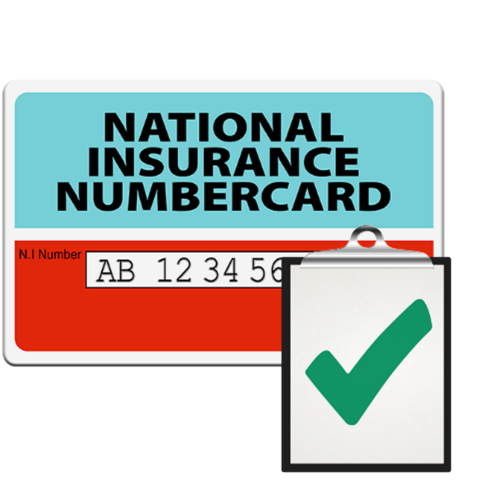 NATIONAL
INSURANCE
NUMBERCARD
N.I Number
AB 12 34 56